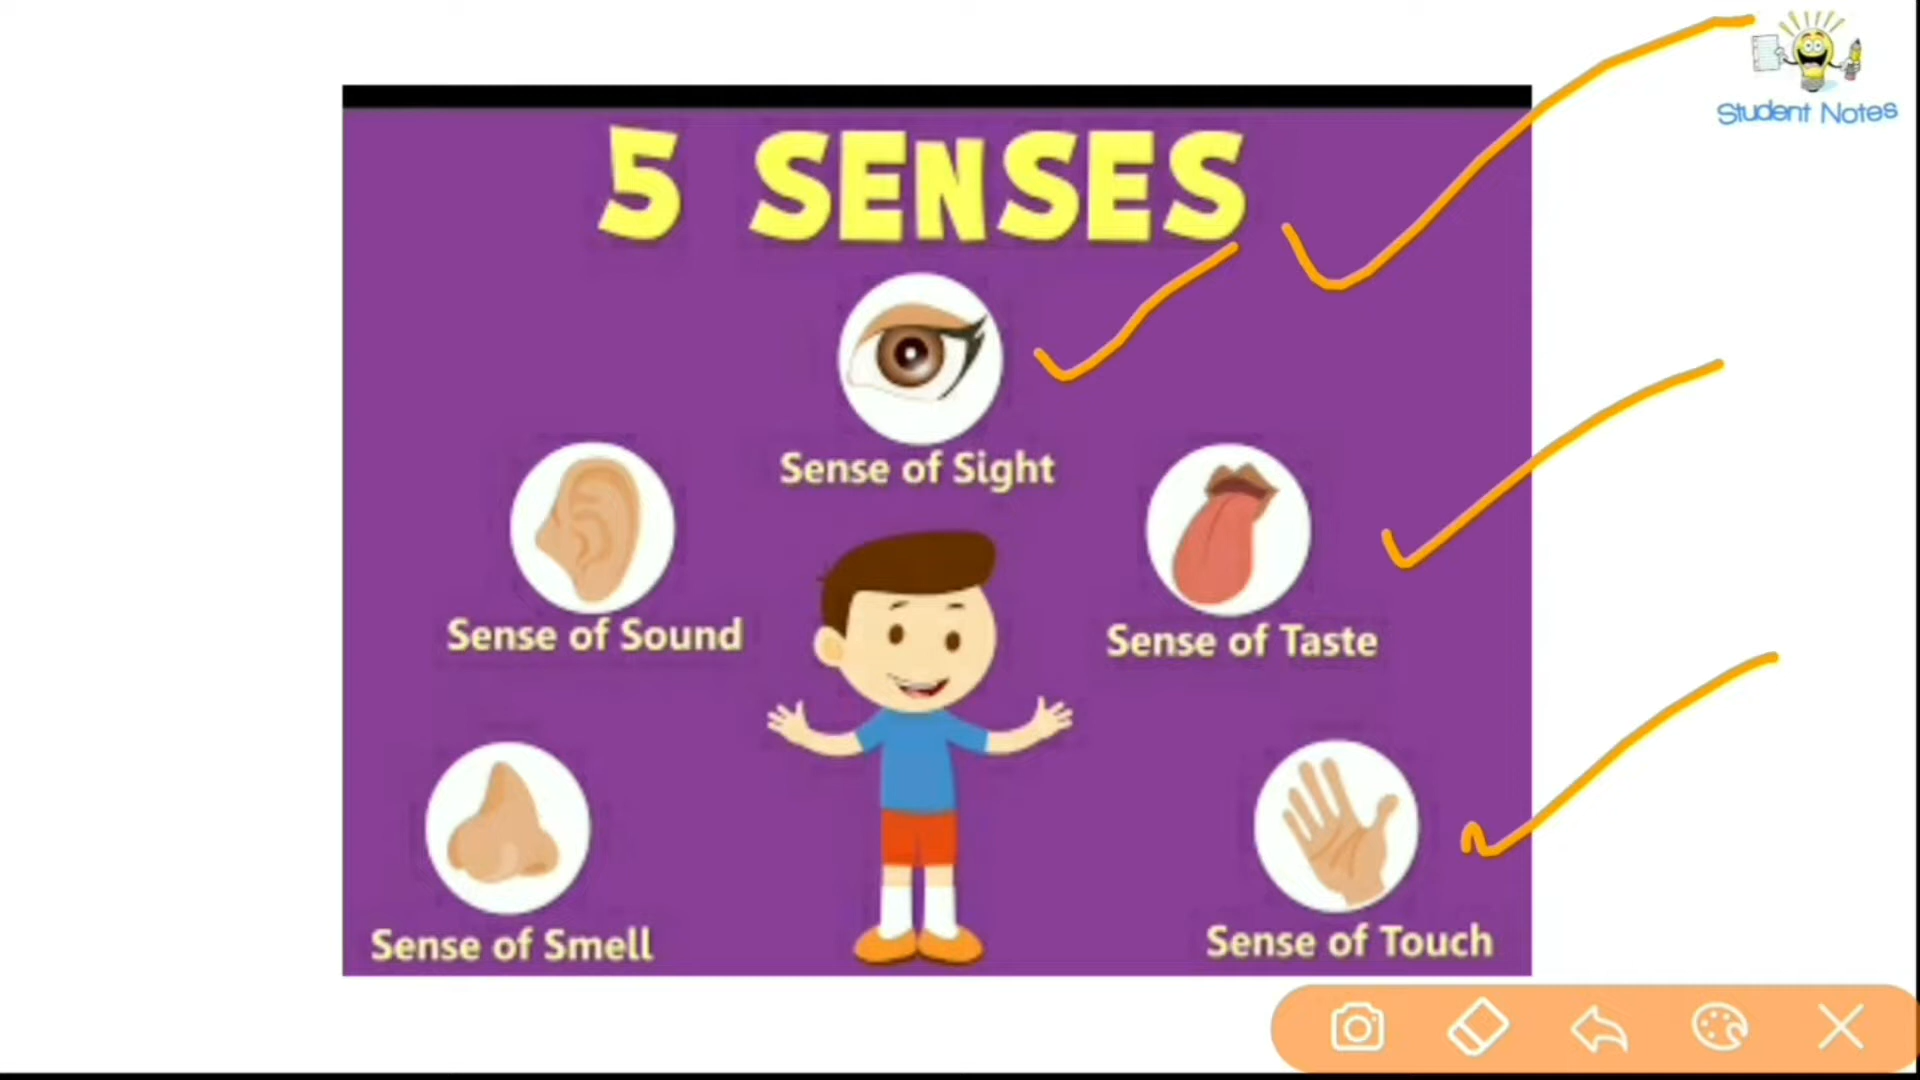 Student Notes
5 SENSES
Sense of Sight
Sense of Sound
Sense of Taste
Sense of Smell
Sense of Touch